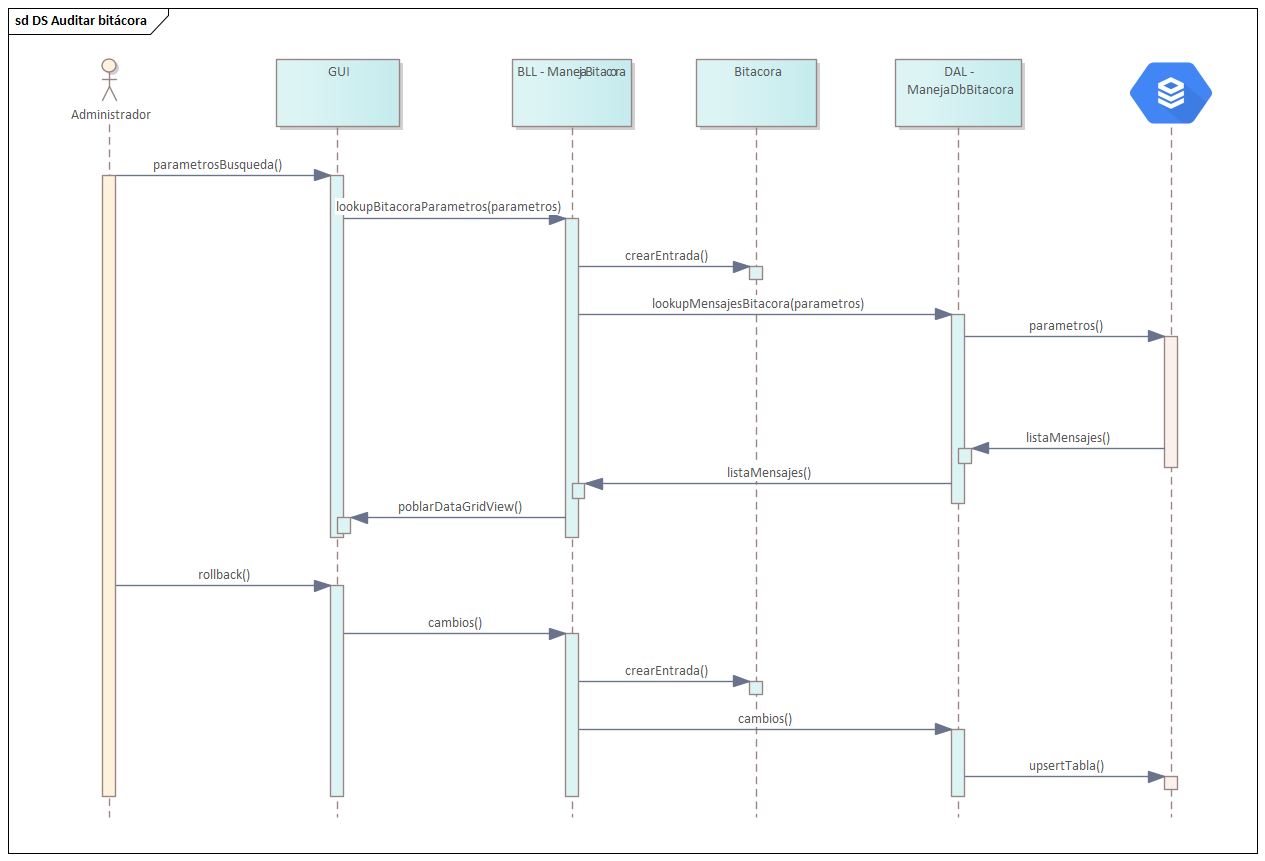 sd DS Auditar bitácora
Administrador
GUI
BLL - ManejaBitacora
Bitacora
DAL -
ManejaDbBitacora
parametrosBusqueda()
lookupBitacoraParametros(parametros)
crearEntrada()
lookupMensajesBitacora(parametros)
parametros()
listaMensajes()
listaMensajes()
poblarDataGridView()
rollback()
cambios()
crearEntrada()
cambios()
upsertTabla()